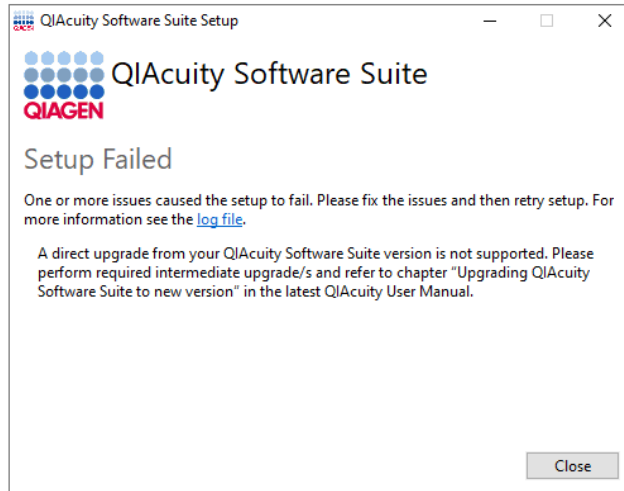 QIAcuity Software Suite Setup
QIAcuity Software Suite
QIAGEN
Setup Failed
One or more issues caused the setup to fail. Please fix the issues and then retry setup. For
more information see the log file.
A direct upgrade from your QIAcuity Software Suite version is not supported. Please
perform required intermediate upgrade/s and refer to chapter "Upgrading QIAcuity
Software Suite to new version" in the latest QIAcuity User Manual.
Close